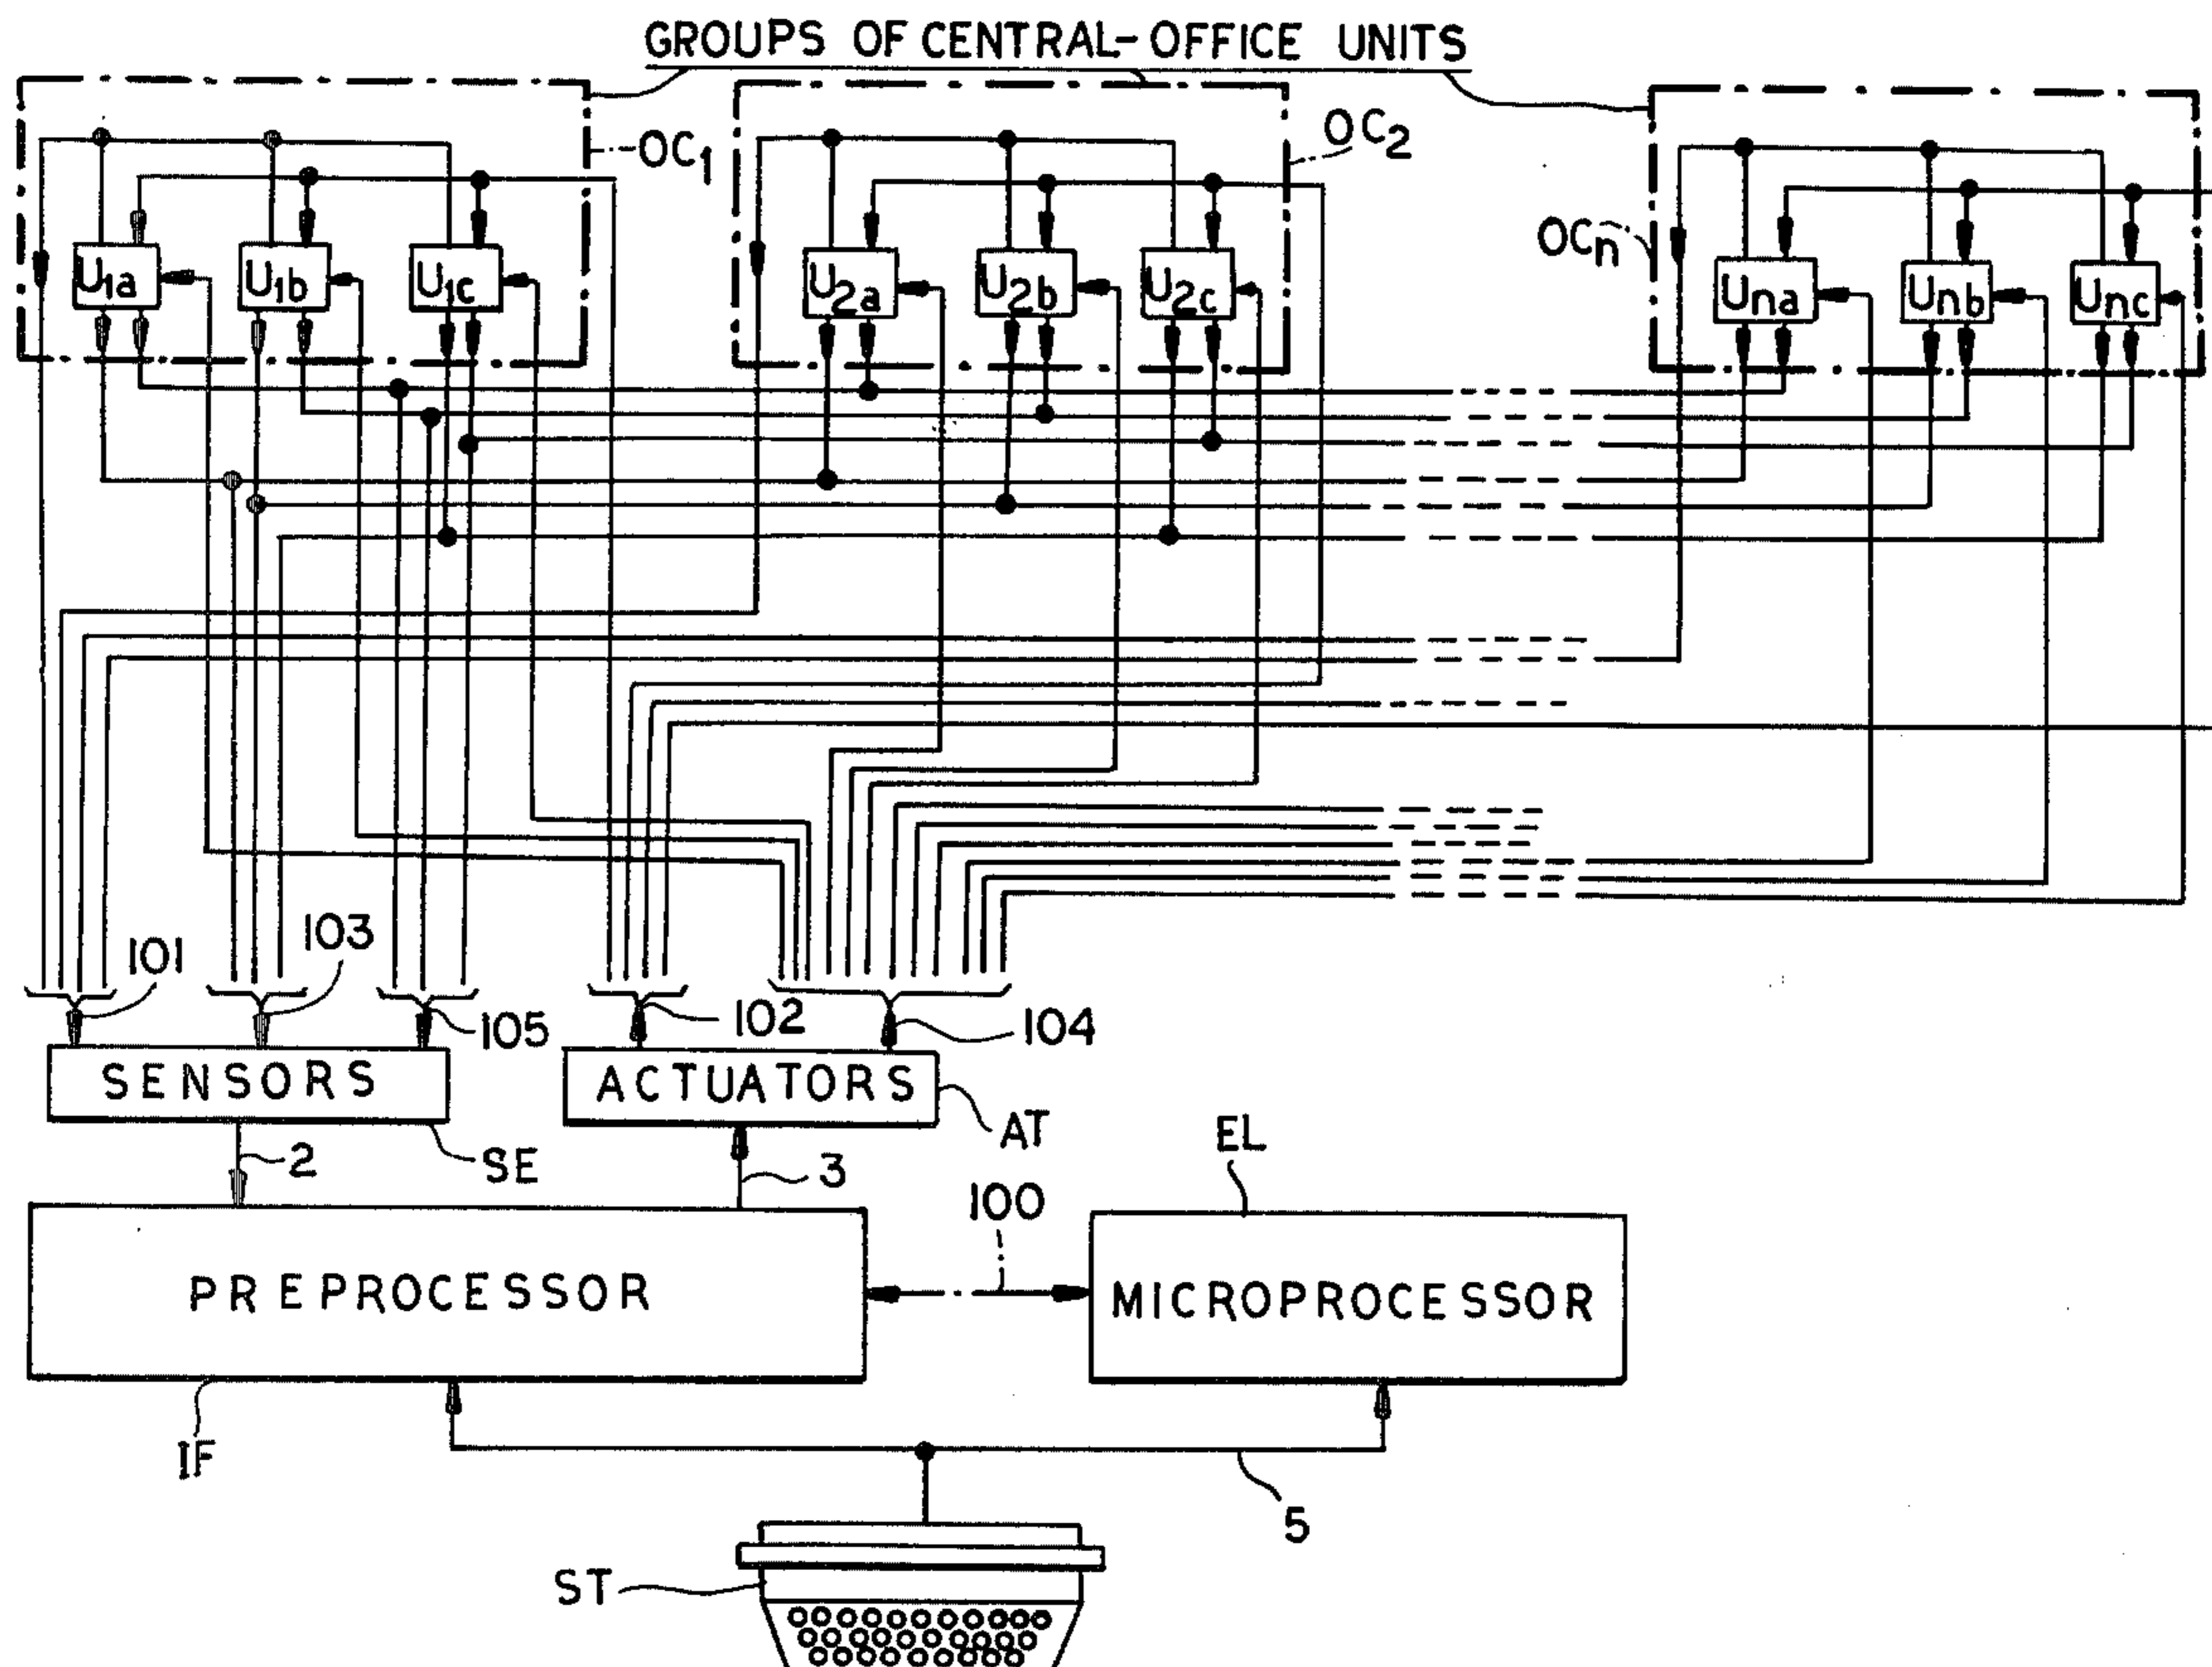 GROUPS OF CENTRAL-OFFICE UNITS
OC1
OC2
OCn
U1a
U1b
U1c
U2a
U2b
U2c
Una
Unb
Unc
101
103
105
102
104
SENSORS
ACTUATORS
2
SE
3
AT
EL
100
PREPROCESSOR
MICROPROCESSOR
IF
5
ST